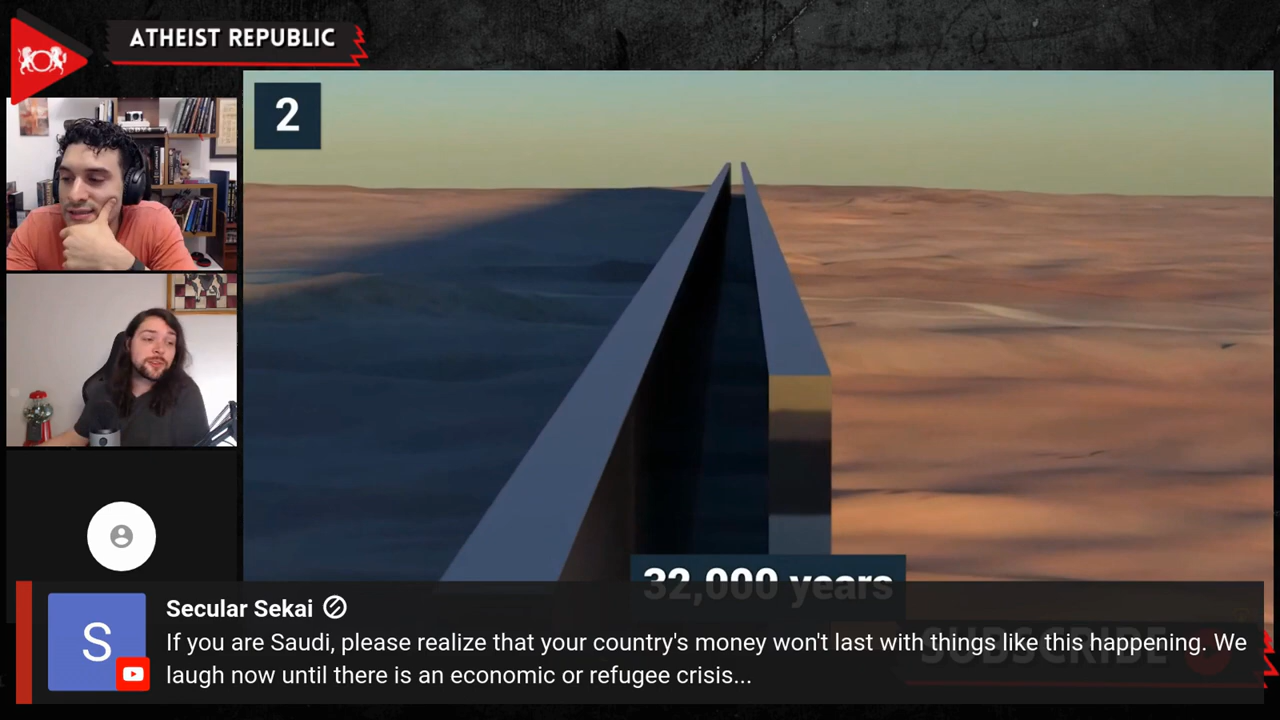 ATHEIST REPUBLIC
2
32,000 years
SUBSCRIBE
S
Secular Sekai
If you are Saudi, please realize that your country's money won't last with things like this happening. We
laugh now until there is an economic or refugee crisis...